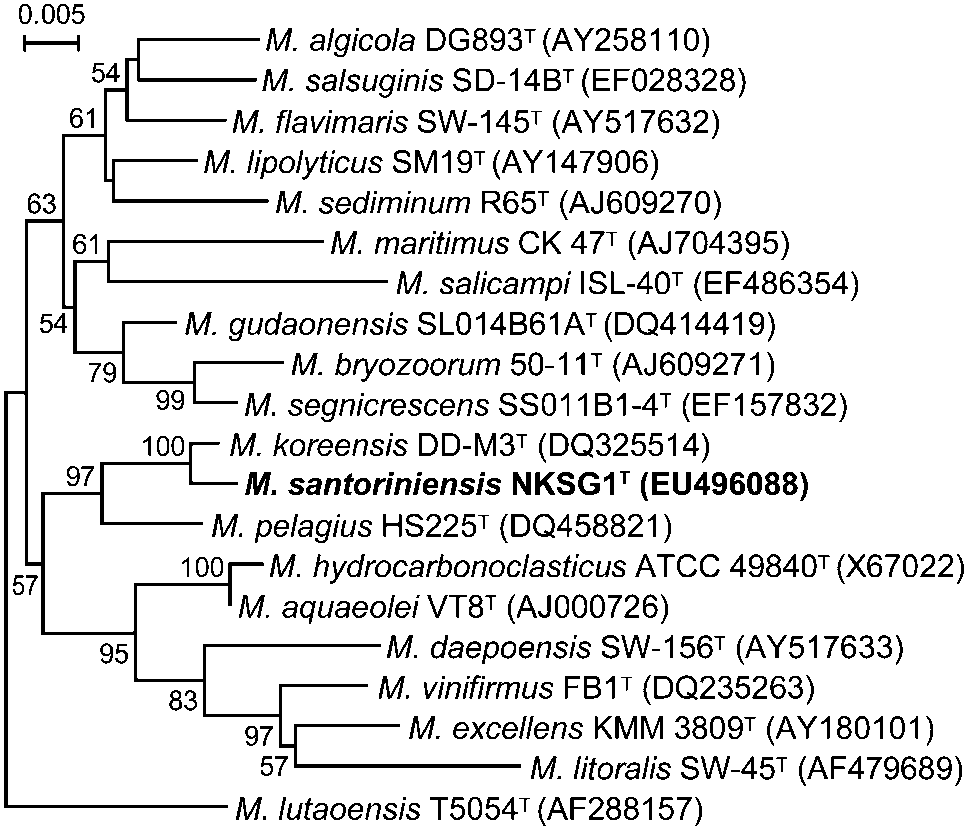 0.005
M. algicola DG893ᵀ (AY258110)
54
M. salsuginis SD-14Bᵀ (EF028328)
61
M. flavimaris SW-145ᵀ (AY517632)
M. lipolyticus SM19ᵀ (AY147906)
63
M. sediminum R65ᵀ (AJ609270)
61
M. maritimus CK 47ᵀ (AJ704395)
M. salicampi ISL-40ᵀ (EF486354)
54
M. gudaonensis SL014B61Aᵀ (DQ414419)
79
M. bryozoorum 50-11ᵀ (AJ609271)
99
M. segnicrescens SS011B1-4ᵀ (EF157832)
100
M. koreensis DD-M3ᵀ (DQ325514)
97
M. santoriniensis NKSG1ᵀ (EU496088)
M. pelagius HS225ᵀ (DQ458821)
100
M. hydrocarbonoclasticus ATCC 49840ᵀ (X67022)
57
M. aquaeolei VT8ᵀ (AJ000726)
95
M. daepoensis SW-156ᵀ (AY517633)
83
M. vinifirmus FB1ᵀ (DQ235263)
97
M. excellens KMM 3809ᵀ (AY180101)
57
M. litoralis SW-45ᵀ (AF479689)
M. lutaoensis T5054ᵀ (AF288157)